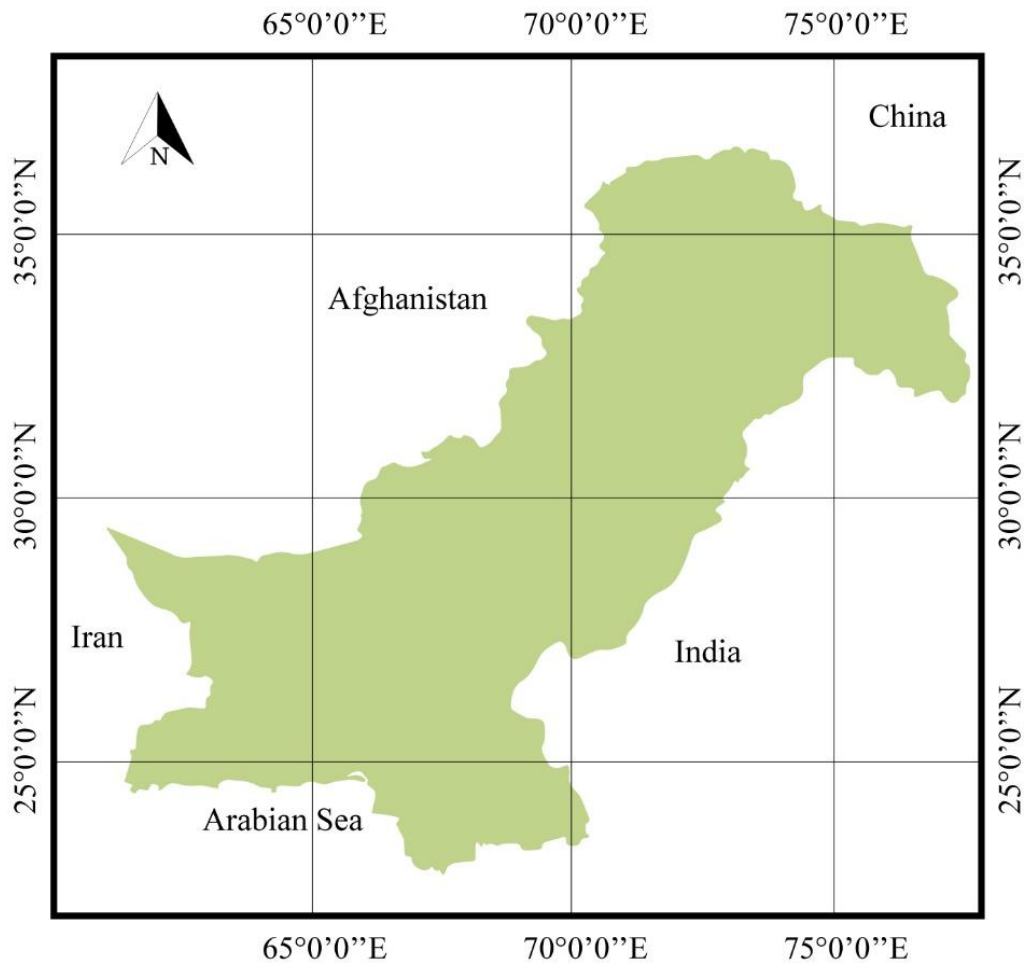 65°0'0’’E 70°0'0’’E 75°0'0’’E
China
N
35°0'0’’N 35°0'0’’N
Afghanistan
30°0'0’’N 30°0'0’’N
Iran
India
25°0'0’’N 25°0'0’’N
Arabian Sea
65°0'0’’E 70°0'0’’E 75°0'0’’E